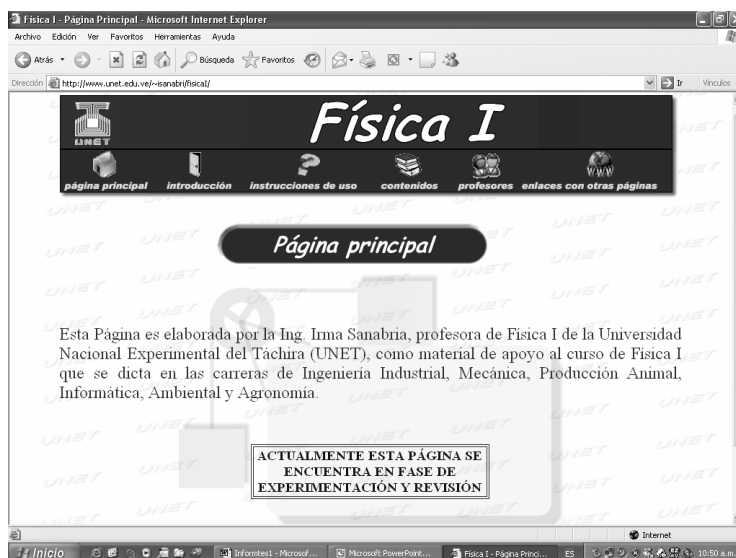 Física I - Página Principal - Microsoft Internet Explorer
Archivo Edición Ver Favoritos Herramientas Ayuda
Atrás Búsqueda Favoritos
Dirección http://www.unet.edu.ve/~isanabri/fisica1/ Ir Vínculos
UNET
Física I
página principal introducción instrucciones de uso contenidos profesores enlaces con otras páginas
Página principal
Esta Página es elaborada por la Ing. Irma Sanabria, profesora de Física I de la Universidad
Nacional Experimental del Táchira (UNET), como material de apoyo al curso de Física I
que se dicta en las carreras de Ingeniería Industrial, Mecánica, Producción Animal,
Informática, Ambiental y Agronomía.
ACTUALMENTE ESTA PÁGINA SE
ENCUENTRA EN FASE DE
EXPERIMENTACIÓN Y REVISIÓN
Internet
Inicio Informtes1 - Microsof... Microsoft PowerPoint... Física I - Página Princi... ES 10:50 a.m.